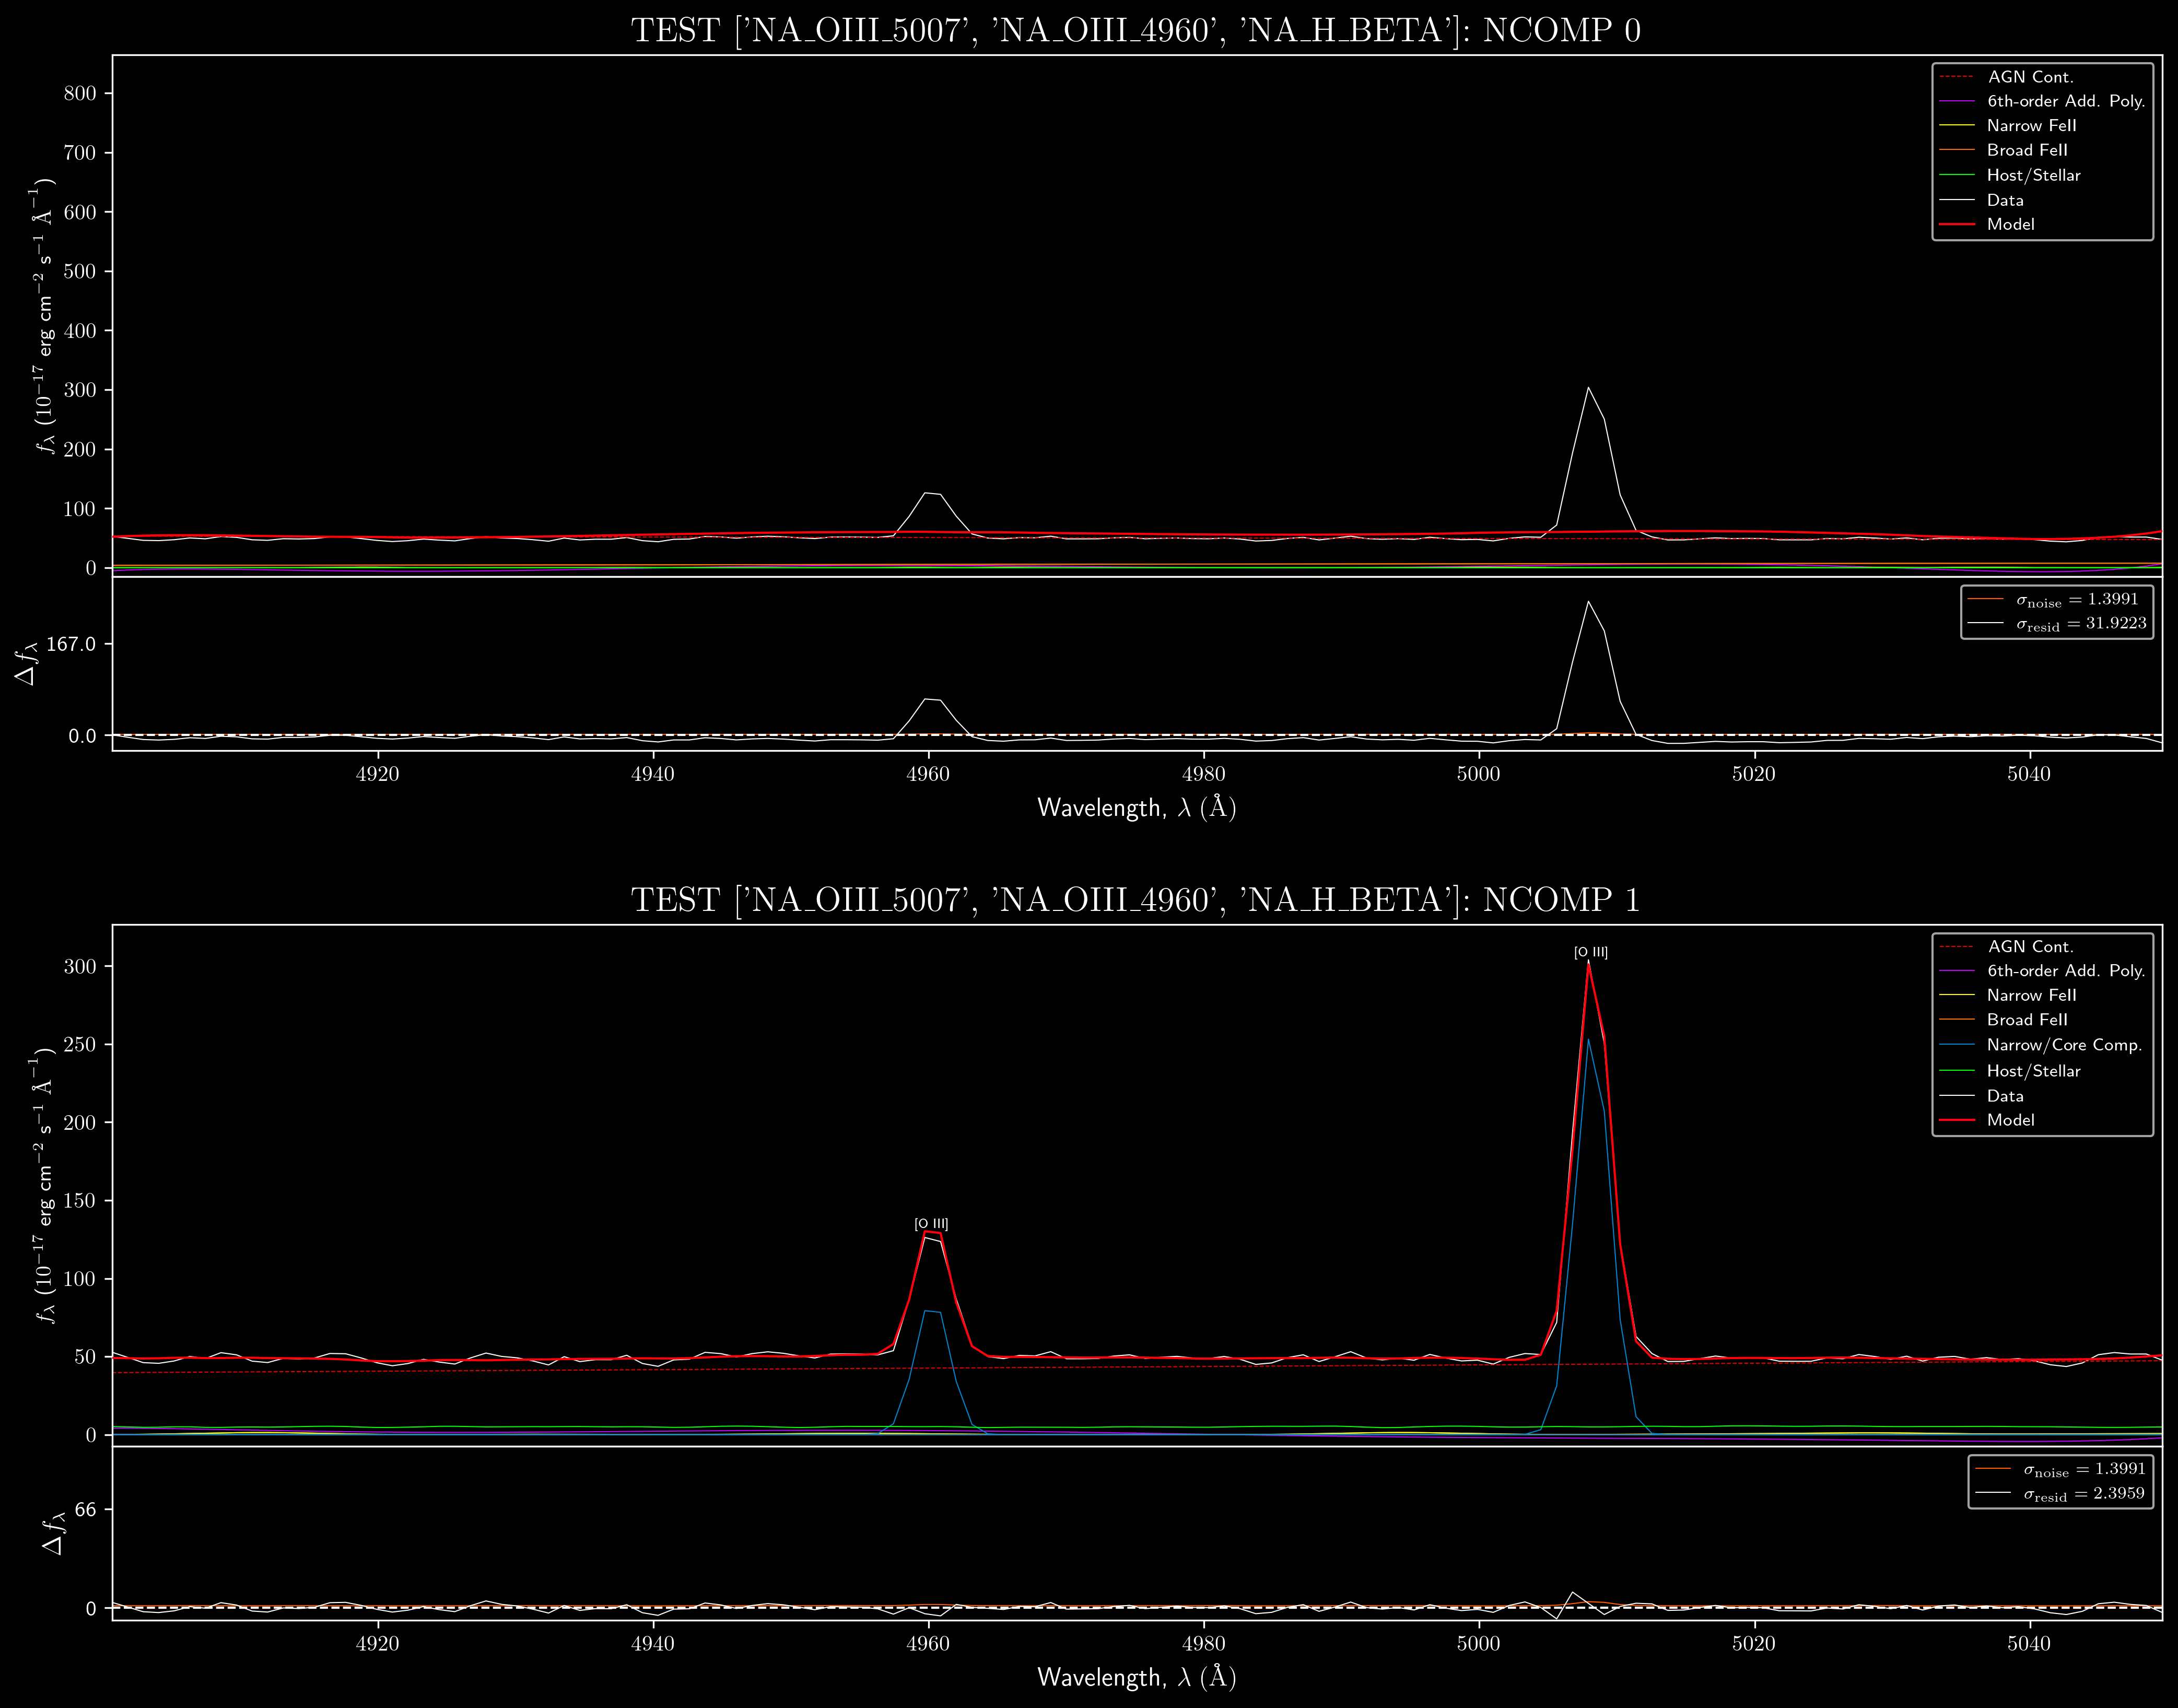 TEST ['NA_OIII_5007', 'NA_OIII_4960', 'NA_H_BETA']: NCOMP 0
AGN Cont.
6th-order Add. Poly.
Narrow FeII
Broad FeII
Host/Stellar
Data
Model
800
700
600
500
400
300
200
100
0
fλ (10−17 erg cm−2 s−1 Å−1)
σnoise = 1.3991
σresid = 31.9223
167.0
0.0
Δfλ
4920 4940 4960 4980 5000 5020 5040
Wavelength, λ (Å)
TEST ['NA_OIII_5007', 'NA_OIII_4960', 'NA_H_BETA']: NCOMP 1
[O III]
[O III]
AGN Cont.
6th-order Add. Poly.
Narrow FeII
Broad FeII
Narrow/Core Comp.
Host/Stellar
Data
Model
300
250
200
150
100
50
0
fλ (10−17 erg cm−2 s−1 Å−1)
σnoise = 1.3991
σresid = 2.3959
66
0
Δfλ
4920 4940 4960 4980 5000 5020 5040
Wavelength, λ (Å)